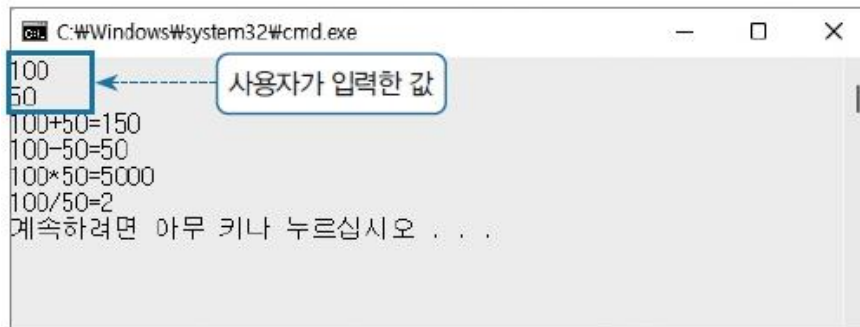 C:₩Windows₩system32₩cmd.exe
100
50
사용자가 입력한 값
100+50=150
100-50=50
100*50=5000
100/50=2
계속하려면 아무 키나 누르십시오 . . .